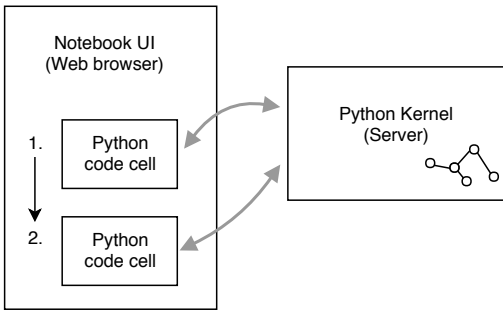 Notebook UI
(Web browser)
1.
Python
code cell
2.
Python
code cell
Python Kernel
(Server)